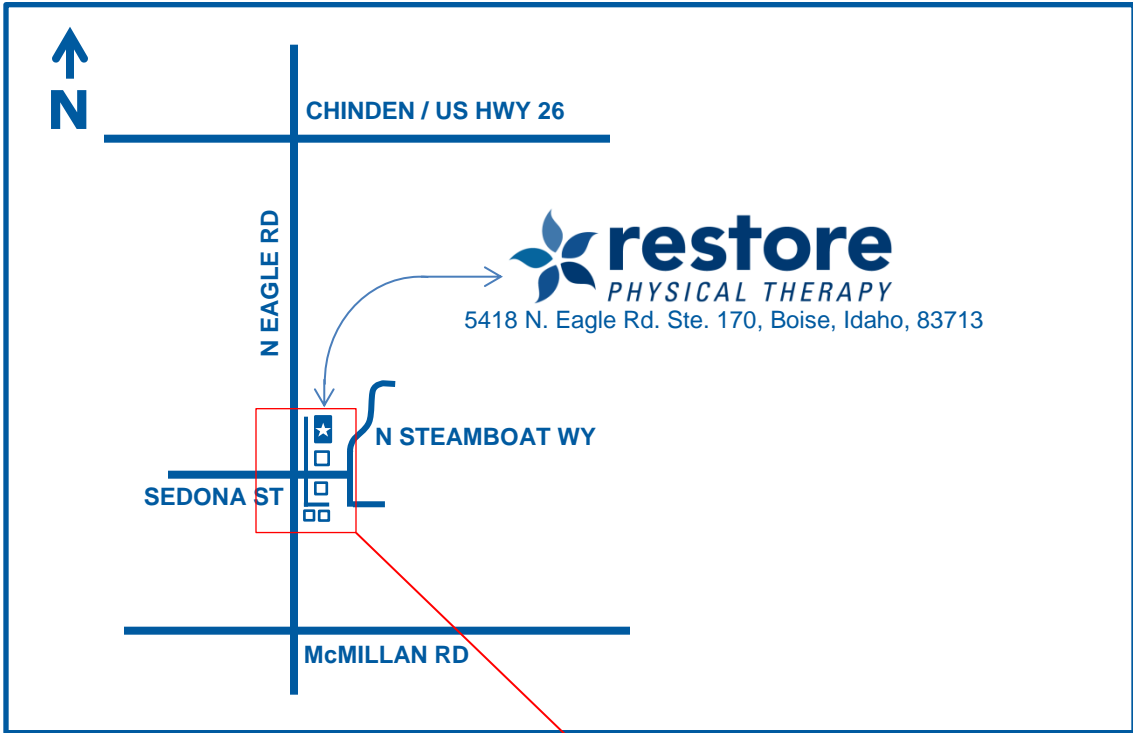 N
CHINDEN / US HWY 26
N EAGLE RD
restore
PHYSICAL THERAPY
5418 N. Eagle Rd. Ste. 170, Boise, Idaho, 83713
N STEAMBOAT WY
SEDONA ST
McMILLAN RD